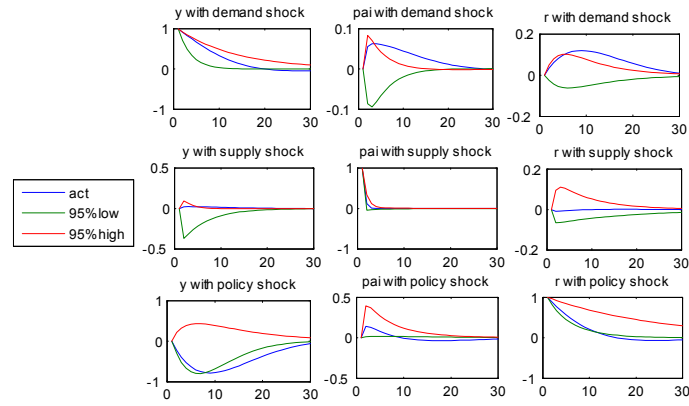 y with demand shock
pai with demand shock
r with demand shock
1
0
-1
0 10 20 30
0.1
0
-0.1
0 10 20 30
0.2
0
-0.2
0 10 20 30
y with supply shock
pai with supply shock
r with supply shock
0.5
0
-0.5
0 10 20 30
1
0
-1
0 10 20 30
0.2
0
-0.2
0 10 20 30
act
95%low
95%high
y with policy shock
pai with policy shock
r with policy shock
1
0
-1
0 10 20 30
0.5
0
-0.5
0 10 20 30
1
0
-1
0 10 20 30